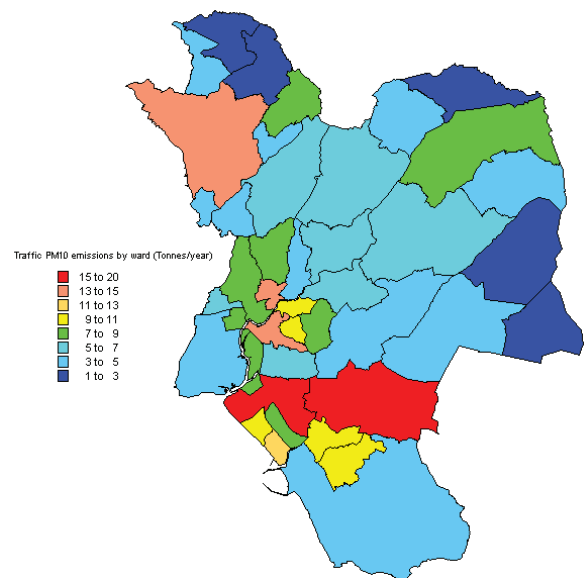 Traffic PM10 emissions by ward (Tonnes/year)
15 to 20
13 to 15
11 to 13
9 to 11
7 to 9
5 to 7
3 to 5
1 to 3